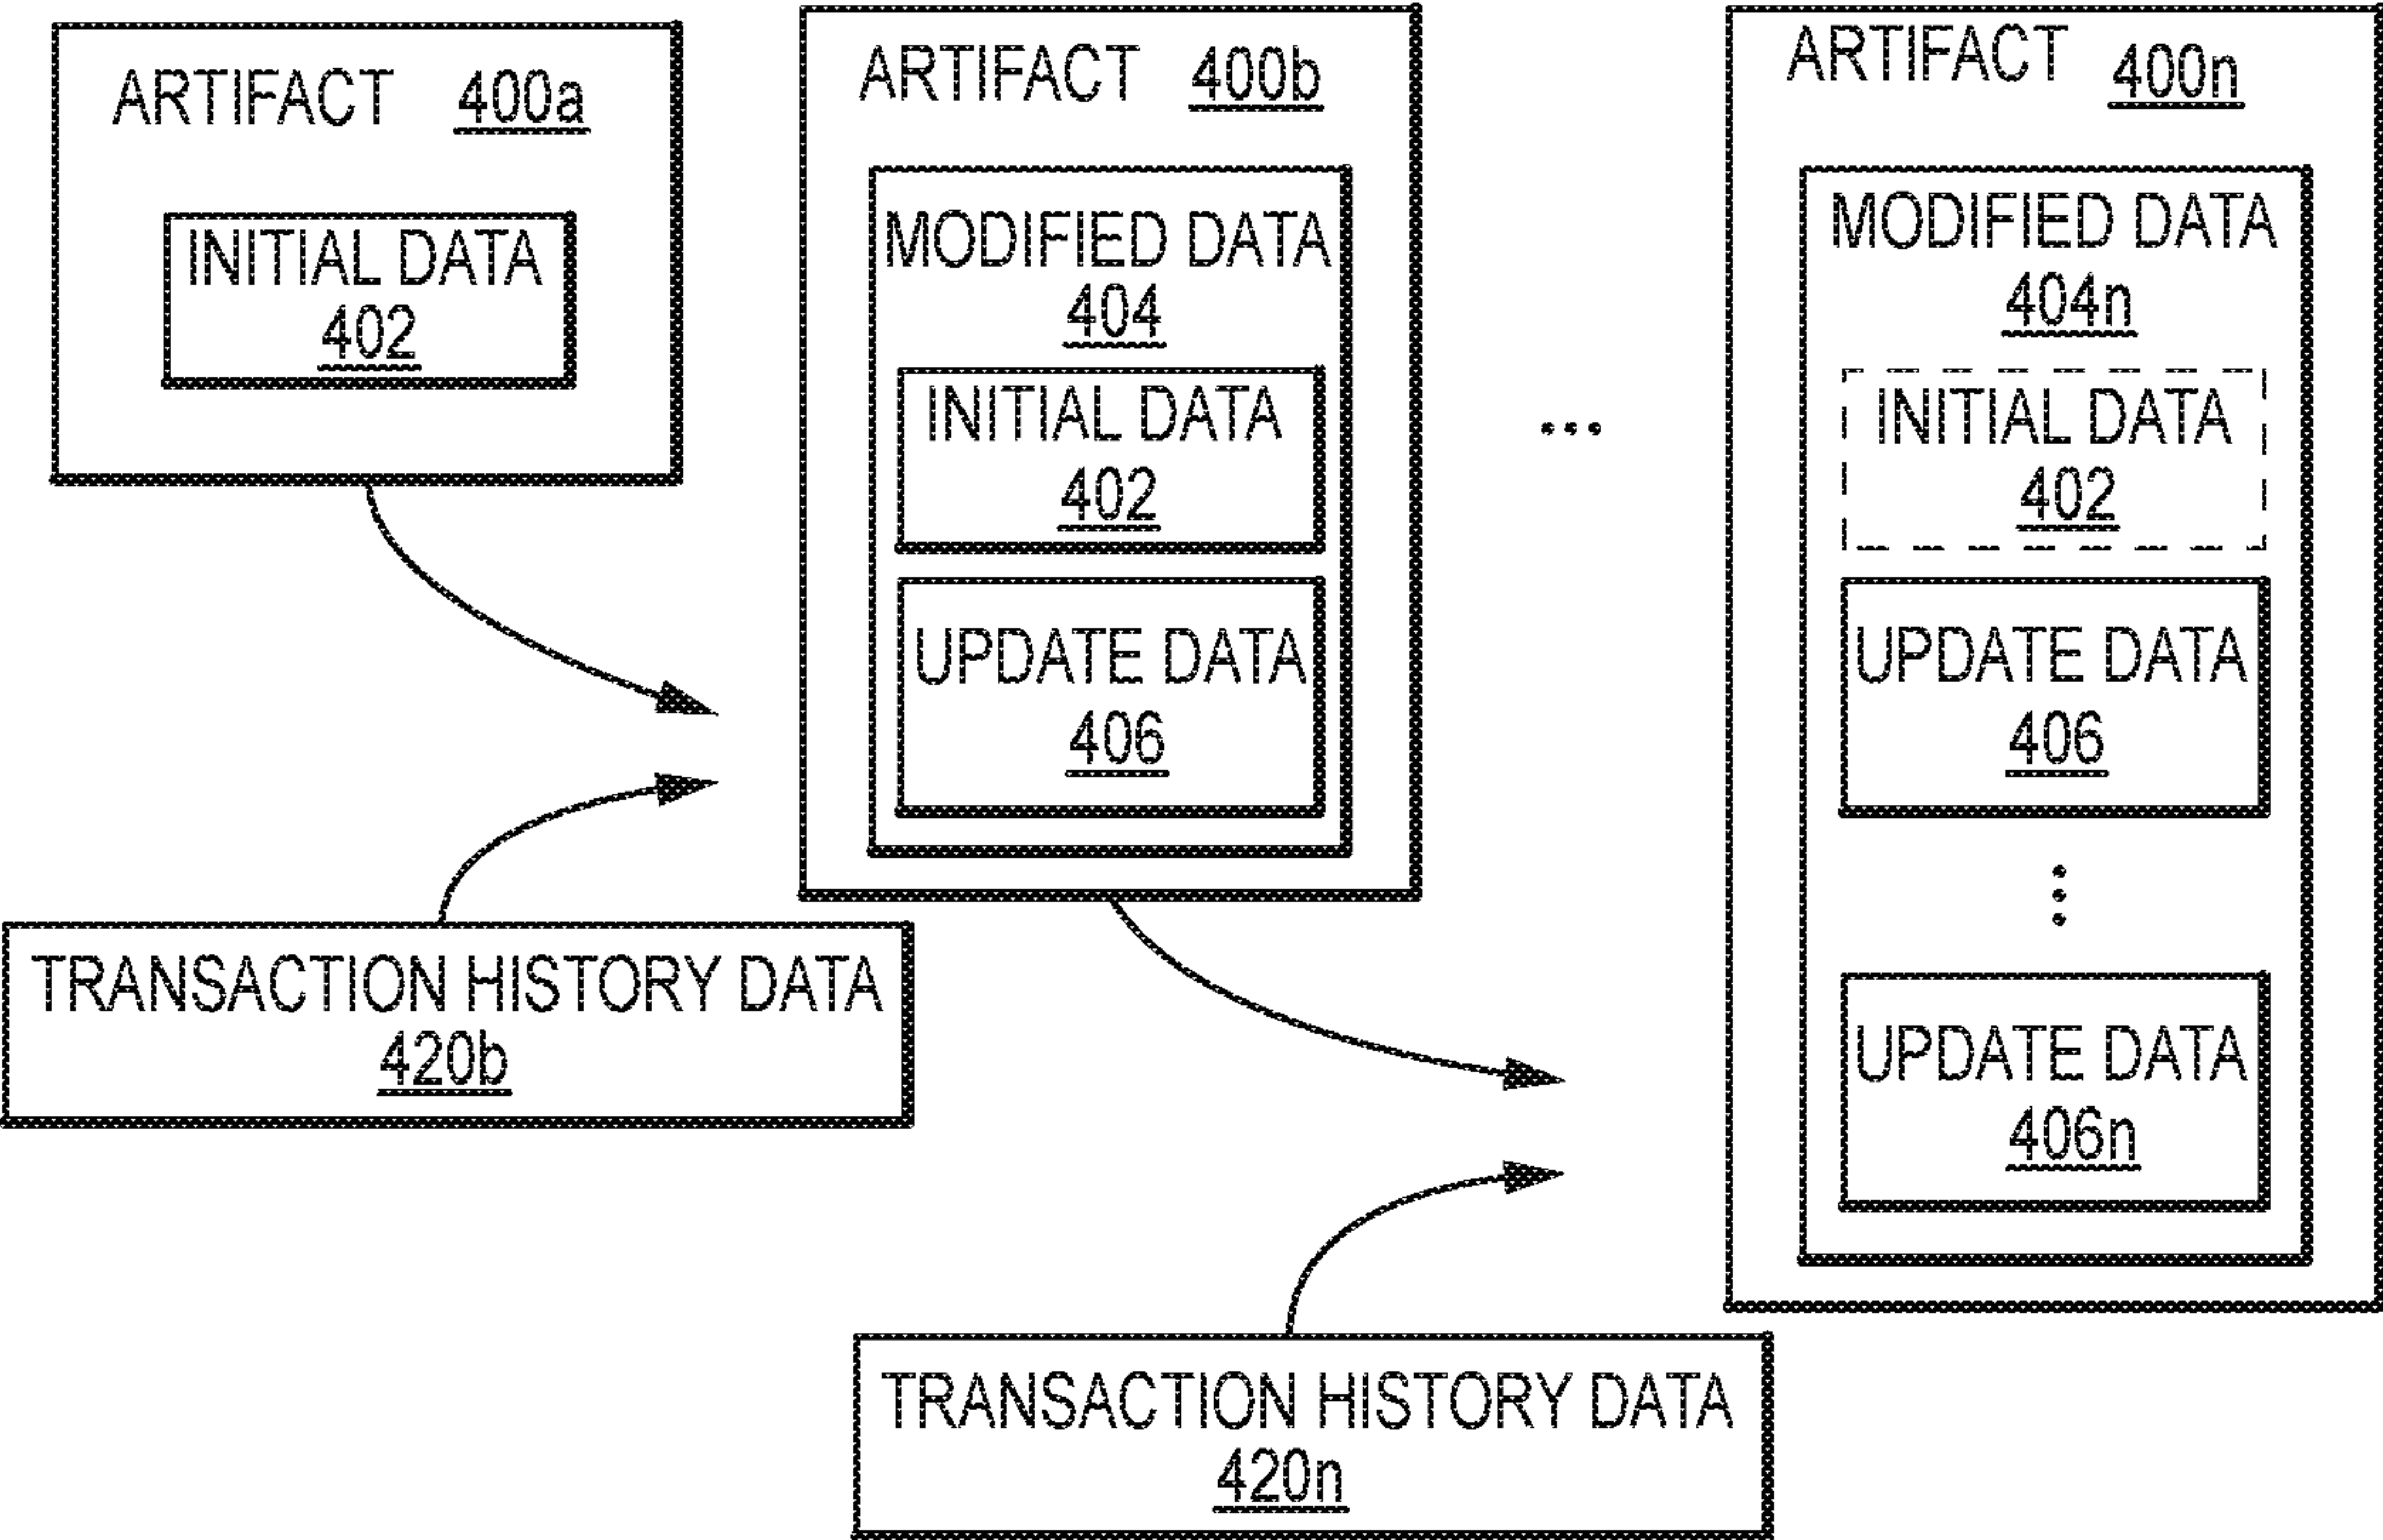 ARTIFACT 400a
INITIAL DATA
402
ARTIFACT 400b
MODIFIED DATA
404
INITIAL DATA
402
UPDATE DATA
406
...
ARTIFACT 400n
MODIFIED DATA
404n
INITIAL DATA
402
UPDATE DATA
406
...
UPDATE DATA
406n
TRANSACTION HISTORY DATA
420b
TRANSACTION HISTORY DATA
420n